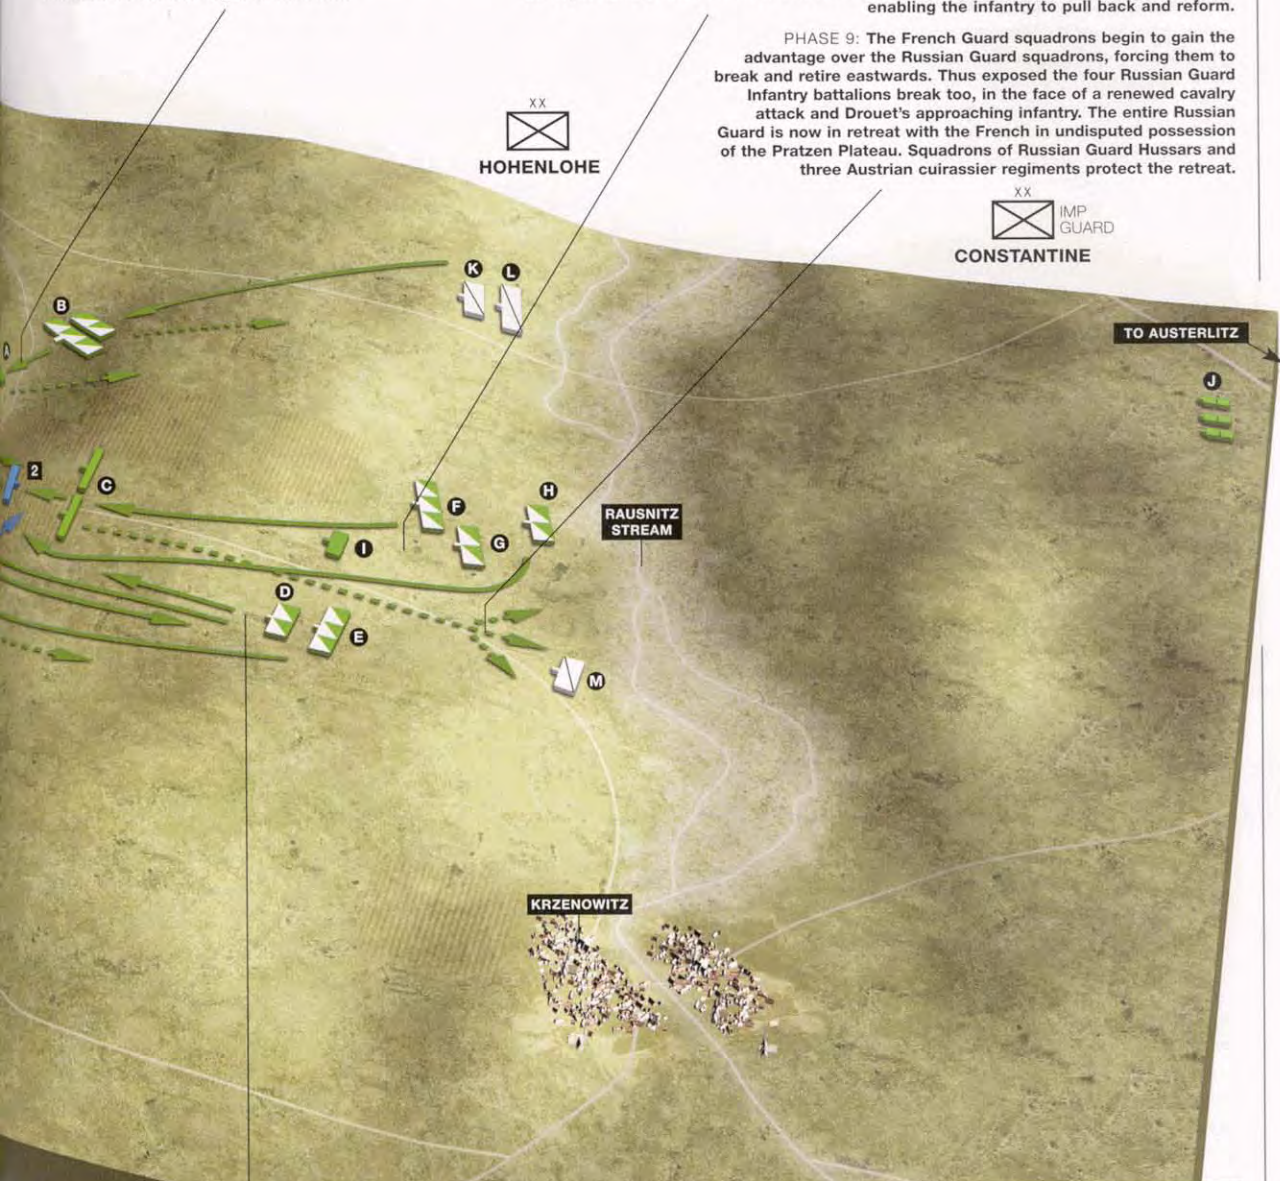 enabling the infantry to pull back and reform.
PHASE 9: The French Guard squadrons begin to gain the
advantage over the Russian Guard squadrons, forcing them to
break and retire eastwards. Thus exposed the four Russian Guard
Infantry battalions break too, in the face of a renewed cavalry
attack and Drouet's approaching infantry. The entire Russian
Guard is now in retreat with the French in undisputed possession
of the Pratzen Plateau. Squadrons of Russian Guard Hussars and
three Austrian cuirassier regiments protect the retreat.
XX
HOHENLOHE
XX
IMP
GUARD
CONSTANTINE
K
L
B
A
TO AUSTERLITZ
J
2
C
F
H
G
I
RAUSNITZ
STREAM
D
E
M
KRZENOWITZ